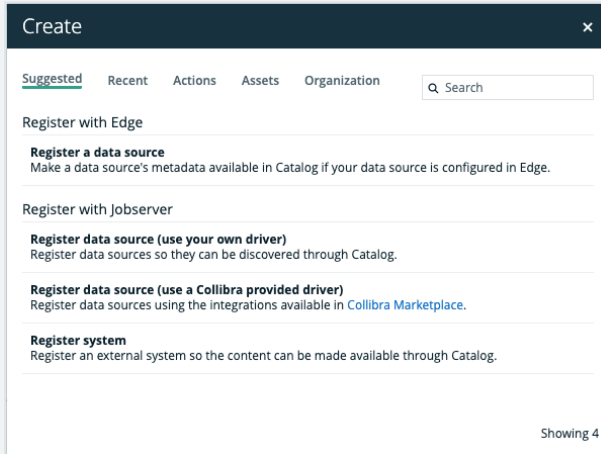 Create
Suggested Recent Actions Assets Organization Search
Register with Edge
Register a data source
Make a data source's metadata available in Catalog if your data source is configured in Edge.
Register with Jobserver
Register data source (use your own driver)
Register data sources so they can be discovered through Catalog.
Register data source (use a Collibra provided driver)
Register data sources using the integrations available in Collibra Marketplace.
Register system
Register an external system so the content can be made available through Catalog.
Showing 4